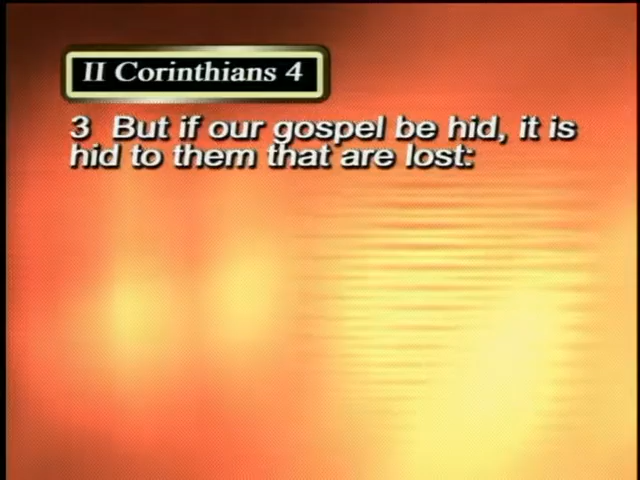 II Corinthians 4
3 But if our gospel be hid, it is
hid to them that are lost: